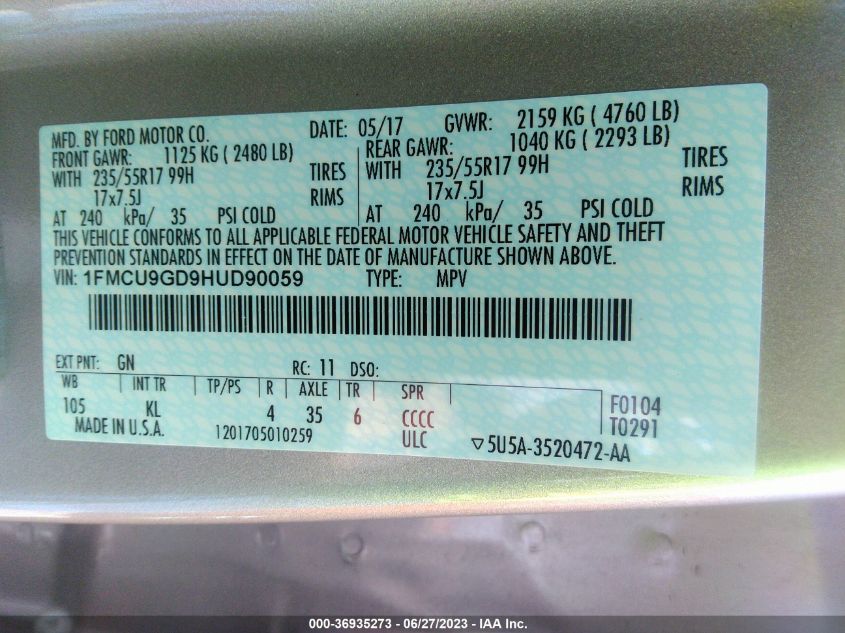 MFD. BY FORD MOTOR CO. DATE: 05/17 GVWR: 2159 KG ( 4760 LB)
FRONT GAWR: 1125 KG ( 2480 LB) REAR GAWR: 1040 KG ( 2293 LB)
WITH 235/55R17 99H TIRES WITH 235/55R17 99H TIRES
17x7.5J RIMS 17x7.5J RIMS
AT 240 kPa/ 35 PSI COLD AT 240 kPa/ 35 PSI COLD
THIS VEHICLE CONFORMS TO ALL APPLICABLE FEDERAL MOTOR VEHICLE SAFETY AND THEFT
PREVENTION STANDARDS IN EFFECT ON THE DATE OF MANUFACTURE SHOWN ABOVE.
VIN: 1FMCU9GD9HUD90059 TYPE: MPV
EXT PNT: GN RC: 11 DSO:
WB INT TR TP/PS R AXLE TR SPR
105 KL 4 35 6 CCCC F0104
MADE IN U.S.A. 1201705010259 ULC ▽5U5A-3520472-AA T0291
000-36935273 - 06/27/2023 - IAA Inc.